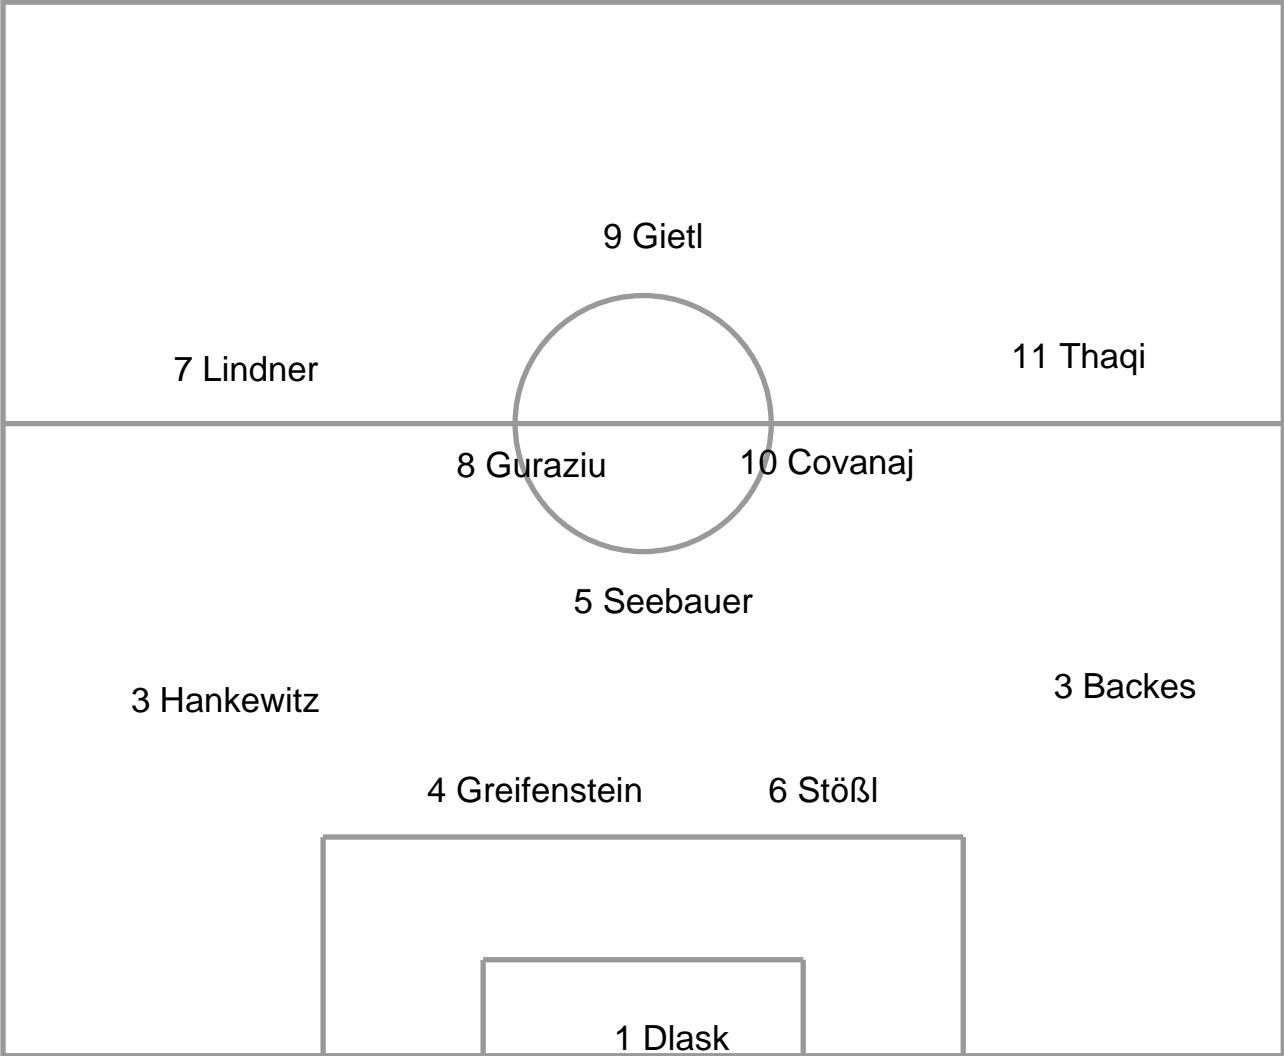 9 Gietl
7 Lindner
11 Thaqi
8 Guraziu
10 Covanaj
5 Seebauer
3 Hankewitz
3 Backes
4 Greifenstein
6 Stößl
1 Dlask